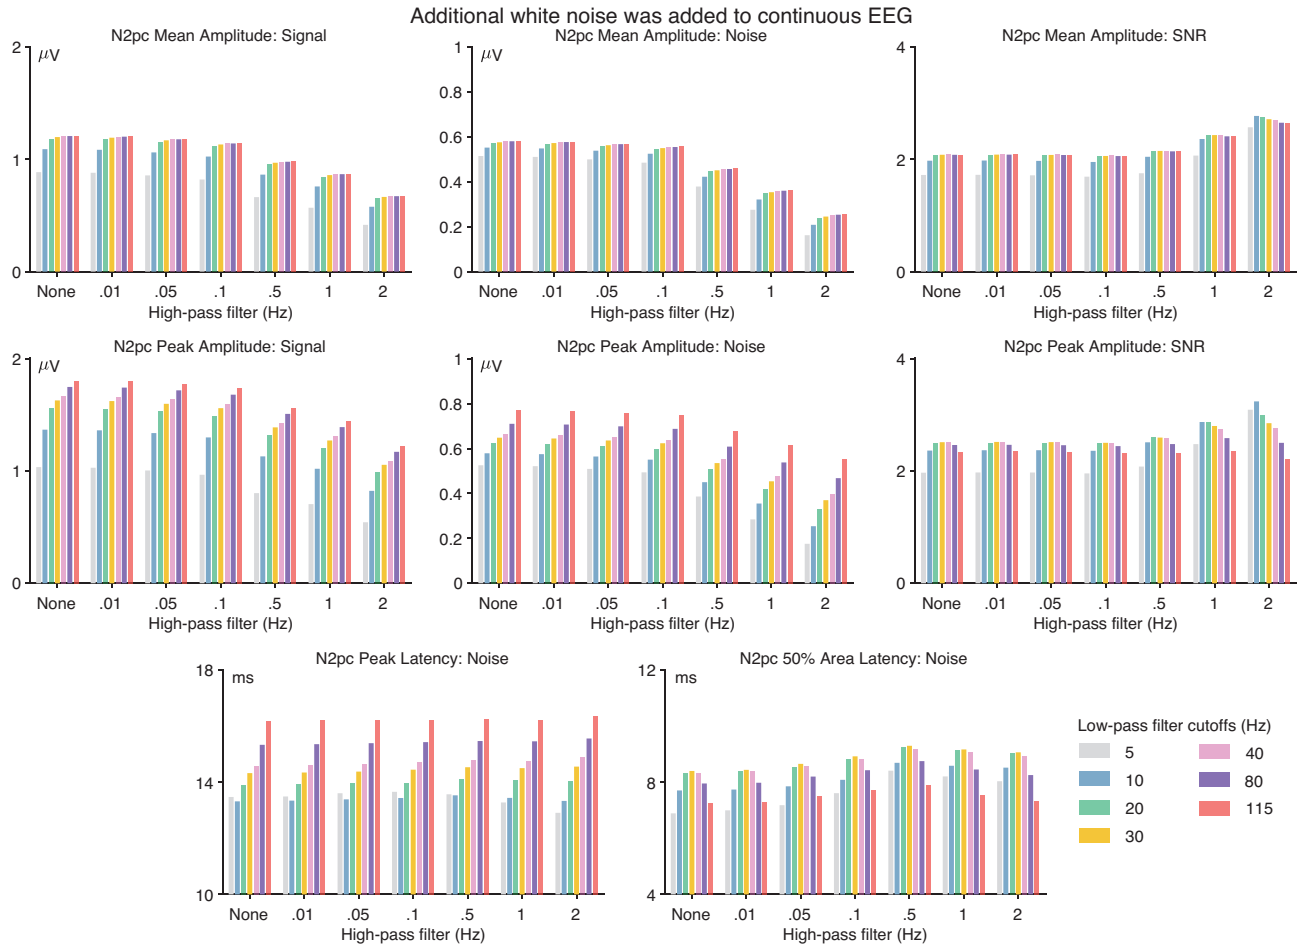 Additional white noise was added to continuous EEG
N2pc Mean Amplitude: Signal
2
μV
1
0
None .01 .05 .1 .5 1 2
High-pass filter (Hz)
N2pc Mean Amplitude: Noise
1
μV
0.8
0.6
0.4
0.2
0
None .01 .05 .1 .5 1 2
High-pass filter (Hz)
N2pc Mean Amplitude: SNR
4
2
0
None .01 .05 .1 .5 1 2
High-pass filter (Hz)
N2pc Peak Amplitude: Signal
2
μV
1
0
None .01 .05 .1 .5 1 2
High-pass filter (Hz)
N2pc Peak Amplitude: Noise
1
μV
0.8
0.6
0.4
0.2
0
None .01 .05 .1 .5 1 2
High-pass filter (Hz)
N2pc Peak Amplitude: SNR
4
2
0
None .01 .05 .1 .5 1 2
High-pass filter (Hz)
N2pc Peak Latency: Noise
18
ms
14
10
None .01 .05 .1 .5 1 2
High-pass filter (Hz)
N2pc 50% Area Latency: Noise
12
ms
8
4
None .01 .05 .1 .5 1 2
High-pass filter (Hz)
Low-pass filter cutoffs (Hz)
5 40
10 80
20 115
30